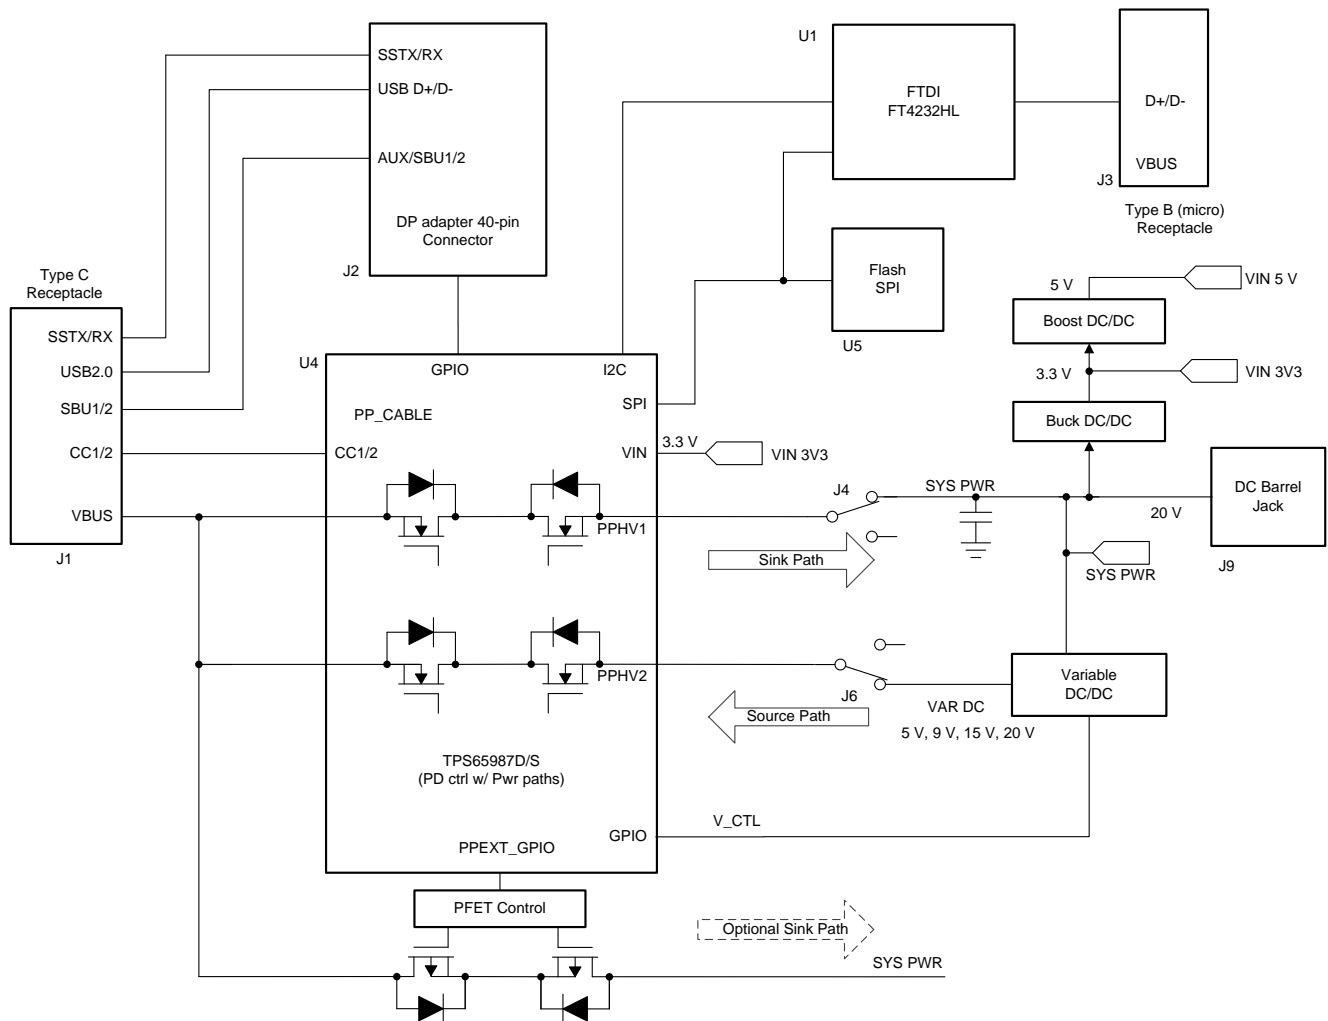 SSTX/RX
USB D+/D-
AUX/SBU1/2
DP adapter 40-pin
Connector
J2
U1
FTDI
FT4232HL
D+/D-
VBUS
J3
Type B (micro)
Receptacle
Flash
SPI
U5
Type C
Receptacle
SSTX/RX
USB2.0
SBU1/2
CC1/2
VBUS
J1
U4
GPIO
I2C
PP_CABLE
SPI
CC1/2
VIN
3.3 V
VIN 3V3
PPHV1
PPHV2
TPS65987D/S
(PD ctrl w/ Pwr paths)
GPIO
PPEXT_GPIO
5 V
VIN 5 V
Boost DC/DC
3.3 V
VIN 3V3
Buck DC/DC
J4
SYS PWR
20 V
DC Barrel
Jack
J9
SYS PWR
Sink Path
J6
Source Path
VAR DC
5 V, 9 V, 15 V, 20 V
Variable
DC/DC
V_CTL
PFET Control
Optional Sink Path
SYS PWR